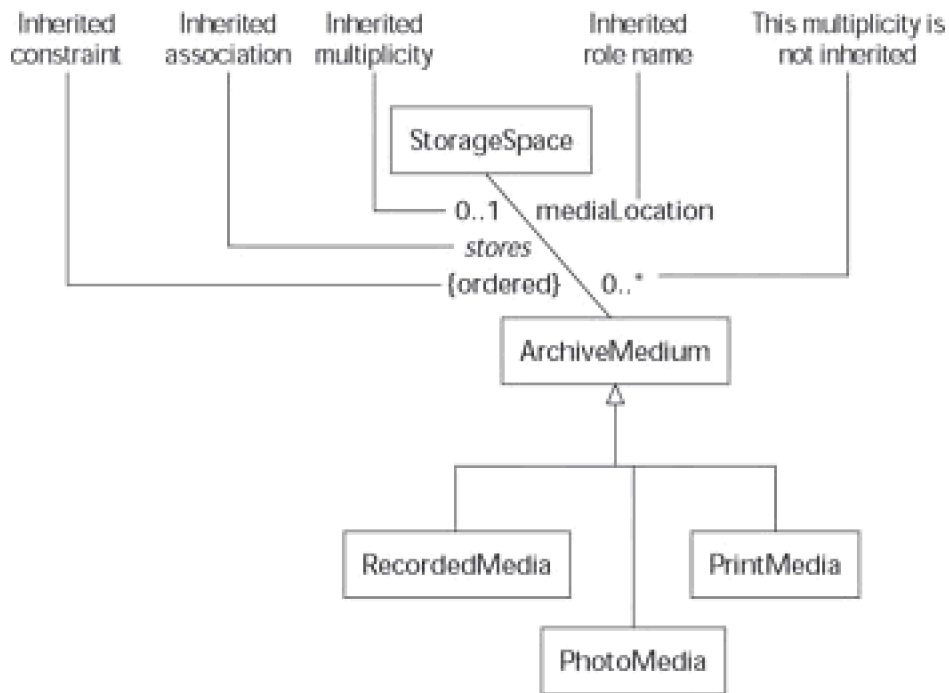 Inherited
constraint
Inherited
association
Inherited
multiplicity
Inherited
role name
This multiplicity is
not inherited
StorageSpace
0..1 mediaLocation
stores
{ordered} 0..*
ArchiveMedium
RecordedMedia
PrintMedia
PhotoMedia